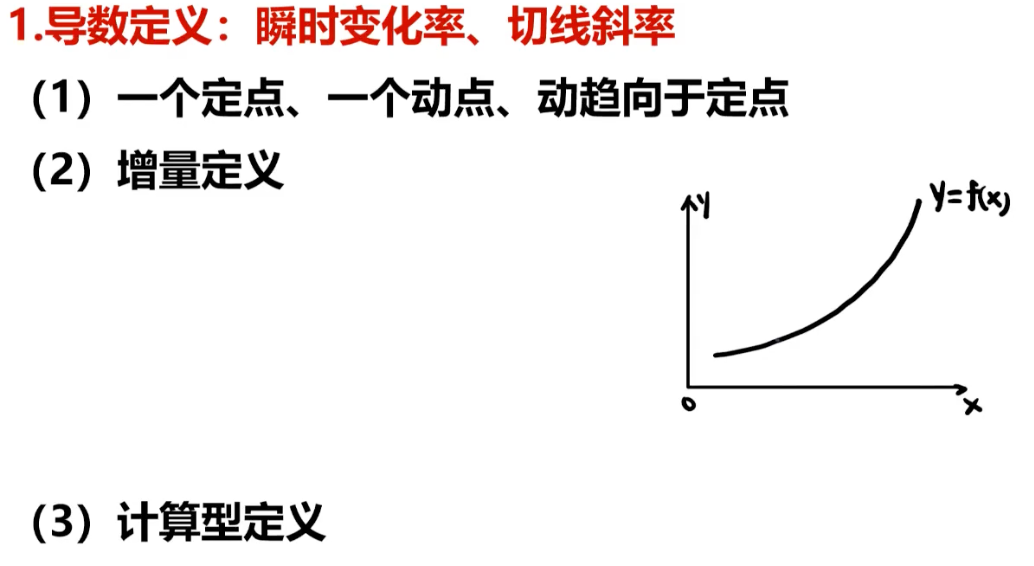 1.导数定义：瞬时变化率、切线斜率
（1）一个定点、一个动点、动趋向于定点
（2）增量定义
y
y=f(x)
0
x
（3）计算型定义